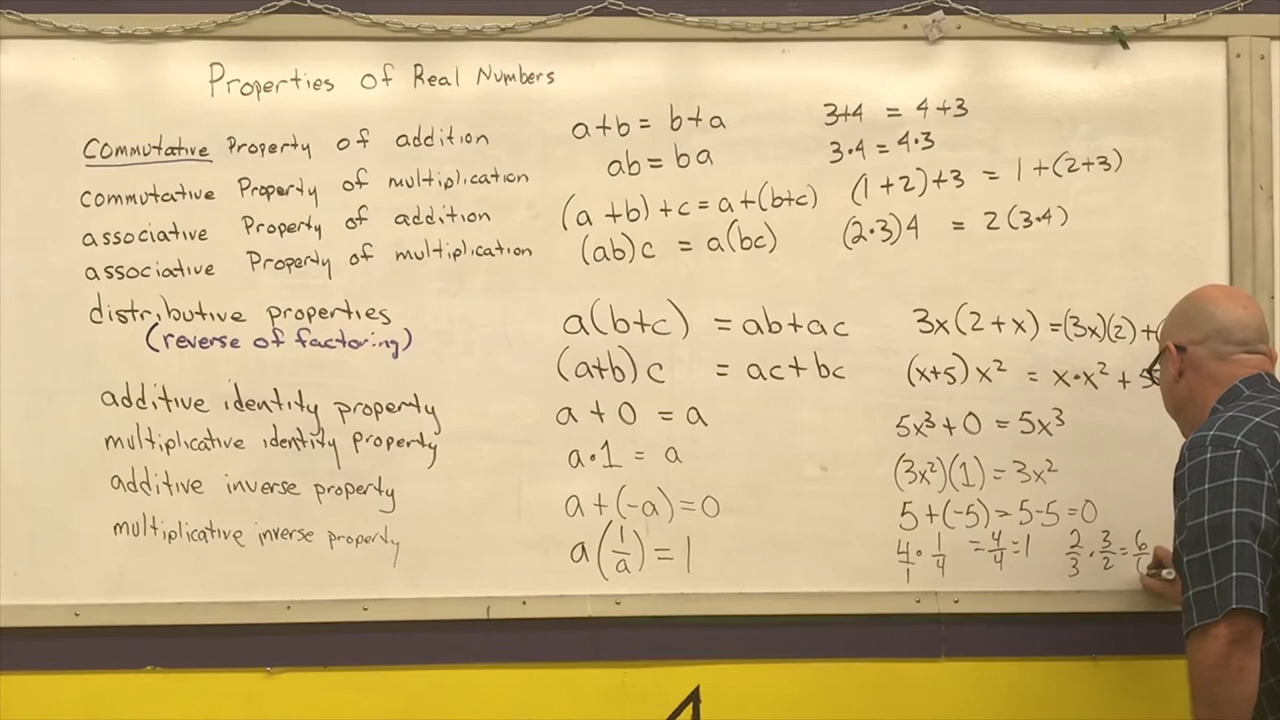 Properties of Real Numbers
Commutative Property of addition a+b = b+a 3+4 = 4+3
commutative Property of multiplication ab = ba 3•4 = 4•3
associative Property of addition (a+b)+c = a+(b+c) (1+2)+3 = 1+(2+3)
associative Property of multiplication (ab)c = a(bc) (2•3)4 = 2(3•4)
distributive properties a(b+c) = ab+ac 3x(2+x) = (3x)(2)+(
(reverse of factoring)
(a+b)c = ac+bc (x+5)x² = x•x² + 5
additive identity property a+0 = a 5x³+0 = 5x³
multiplicative identity property a•1 = a (3x²)(1) = 3x²
additive inverse property a+(-a)=0 5+(-5)=5-5=0
multiplicative inverse property a(1/a)=1 4/1 • 1/4 = 4/4 = 1 2/3 • 3/2 = 6/